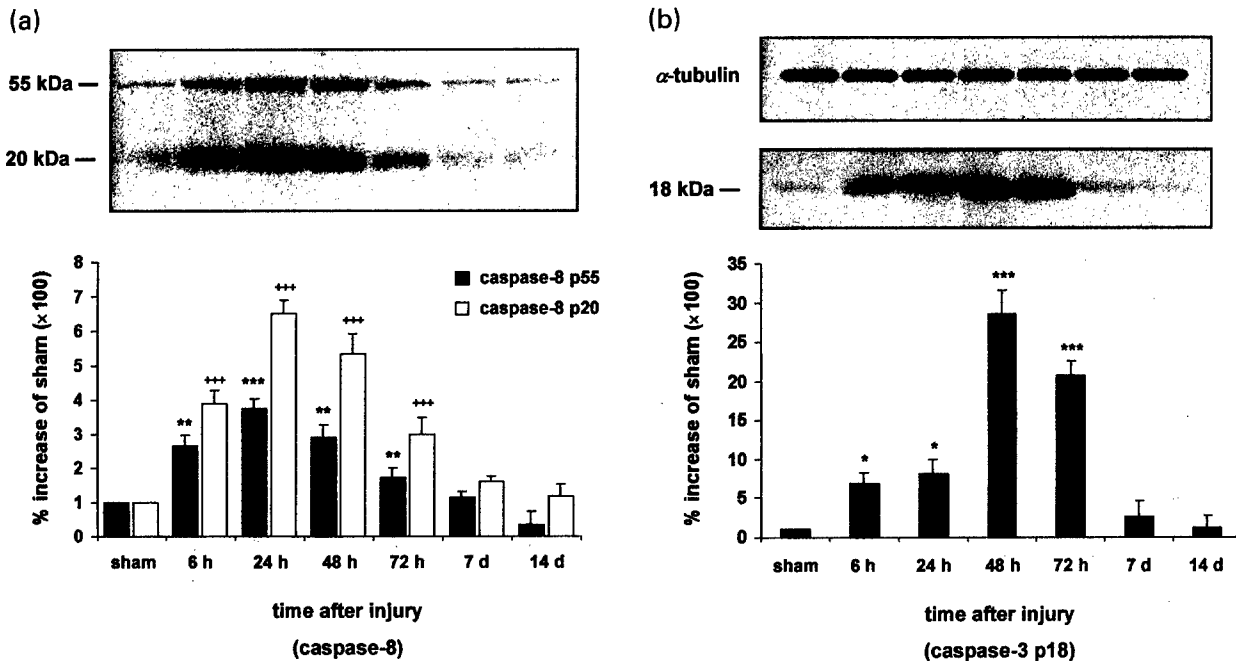 (a)
55 kDa —
20 kDa —
% increase of sham (× 100)
8
7
6
5
4
3
2
1
0
caspase-8 p55
caspase-8 p20
** +++ *** +++ ** +++ ** +++
sham 6 h 24 h 48 h 72 h 7 d 14 d
time after injury
(caspase-8)
(b)
α-tubulin
18 kDa —
% increase of sham (× 100)
35
30
25
20
15
10
5
0
* * *** ***
sham 6 h 24 h 48 h 72 h 7 d 14 d
time after injury
(caspase-3 p18)